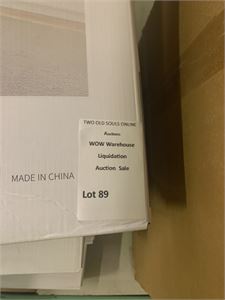 TWO OLD SOULS ONLINE
Auctions
WOW Warehouse
Liquidation
Auction Sale
MADE IN CHINA
Lot 89